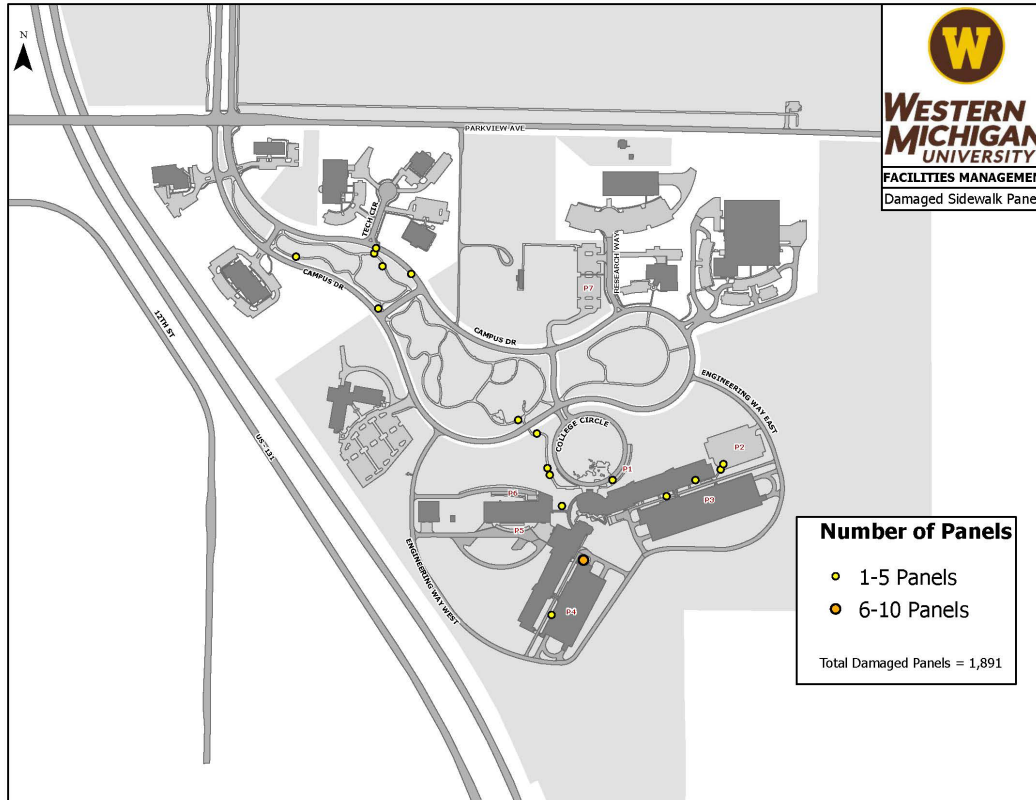 N
W
WESTERN
MICHIGAN
UNIVERSITY
FACILITIES MANAGEMEN
Damaged Sidewalk Pane
PARKVIEW AVE
TECH CIR
CAMPUS DR
RESEARCH WAY
P7
12TH ST
CAMPUS DR
ENGINEERING WAY EAST
COLLEGE CIRCLE
US-131
P2
P1
P6
P3
P5
ENGINEERING WAY WEST
P4
Number of Panels
1-5 Panels
6-10 Panels
Total Damaged Panels = 1,891